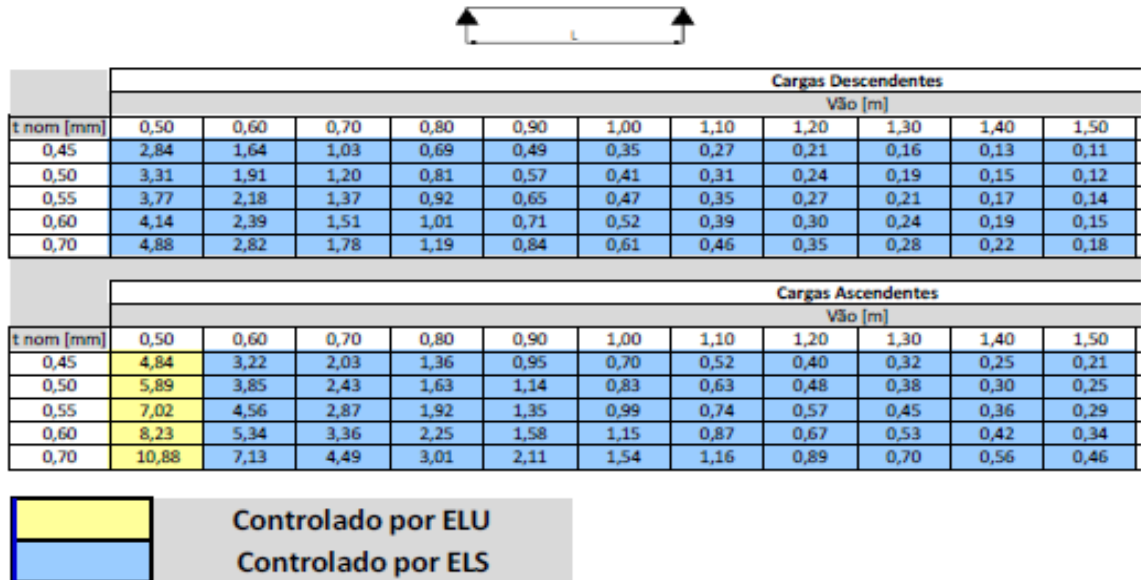 L
Cargas Descendentes
Vão [m]
t nom [mm] 0,50 0,60 0,70 0,80 0,90 1,00 1,10 1,20 1,30 1,40 1,50
0,45 2,84 1,64 1,03 0,69 0,49 0,35 0,27 0,21 0,16 0,13 0,11
0,50 3,31 1,91 1,20 0,81 0,57 0,41 0,31 0,24 0,19 0,15 0,12
0,55 3,77 2,18 1,37 0,92 0,65 0,47 0,35 0,27 0,21 0,17 0,14
0,60 4,14 2,39 1,51 1,01 0,71 0,52 0,39 0,30 0,24 0,19 0,15
0,70 4,88 2,82 1,78 1,19 0,84 0,61 0,46 0,35 0,28 0,22 0,18
Cargas Ascendentes
Vão [m]
t nom [mm] 0,50 0,60 0,70 0,80 0,90 1,00 1,10 1,20 1,30 1,40 1,50
0,45 4,84 3,22 2,03 1,36 0,95 0,70 0,52 0,40 0,32 0,25 0,21
0,50 5,89 3,85 2,43 1,63 1,14 0,83 0,63 0,48 0,38 0,30 0,25
0,55 7,02 4,56 2,87 1,92 1,35 0,99 0,74 0,57 0,45 0,36 0,29
0,60 8,23 5,34 3,36 2,25 1,58 1,15 0,87 0,67 0,53 0,42 0,34
0,70 10,88 7,13 4,49 3,01 2,11 1,54 1,16 0,89 0,70 0,56 0,46
Controlado por ELU
Controlado por ELS